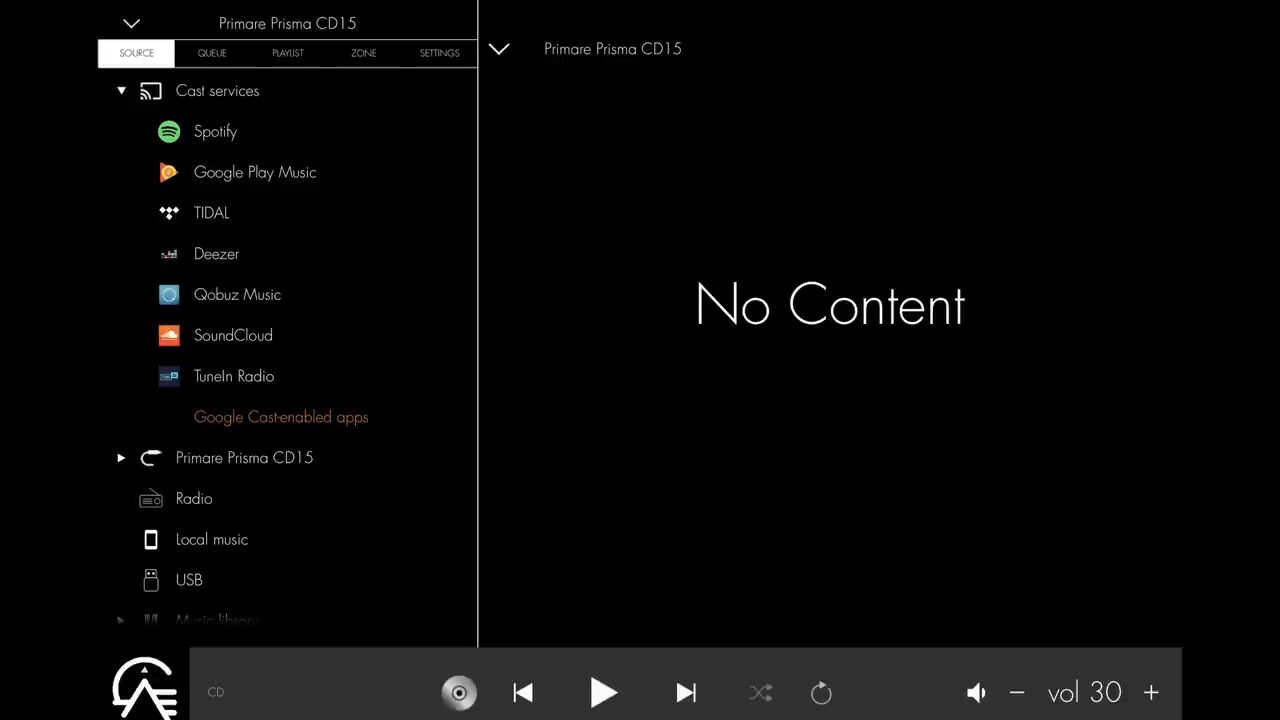 Primare Prisma CD15
SOURCE QUEUE PLAYLIST ZONE SETTINGS
Cast services
Spotify
Google Play Music
TIDAL
Deezer
Qobuz Music
SoundCloud
TuneIn Radio
Google Cast-enabled apps
Primare Prisma CD15
Radio
Local music
USB
Music library
Primare Prisma CD15
No Content
CD
vol 30